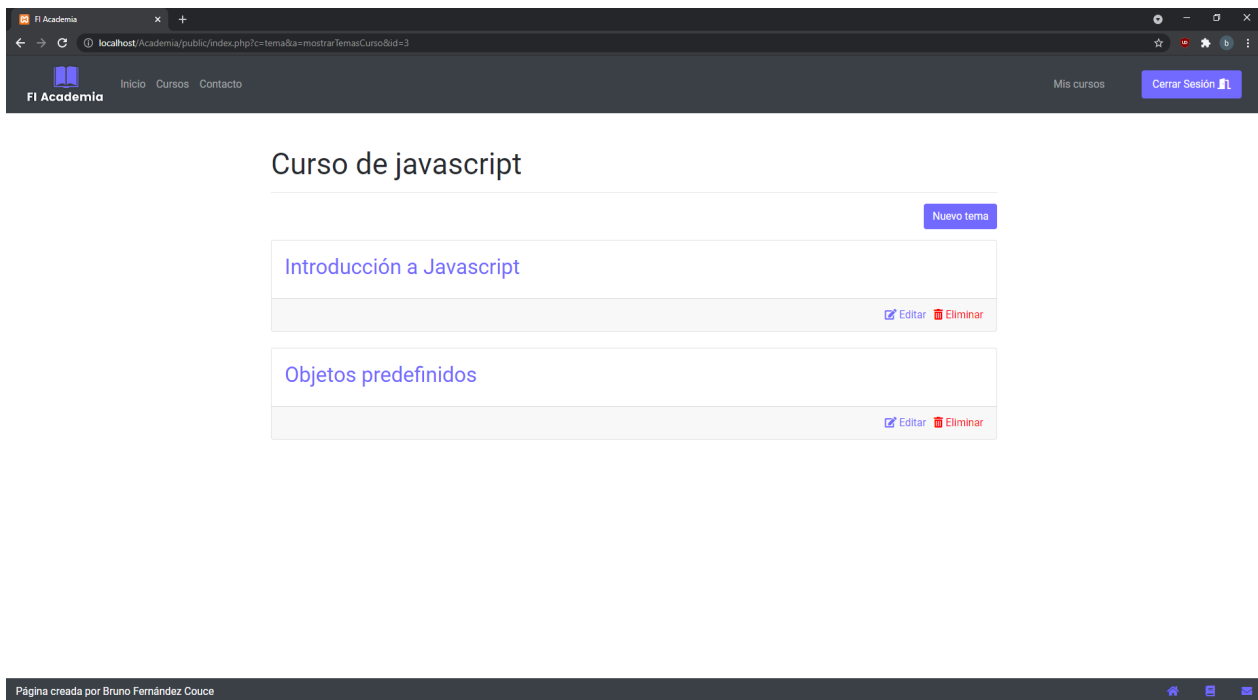 FI Academia
localhost/Academia/public/index.php?c=tema&a=mostrarTemasCurso&id=3
FI Academia
Inicio Cursos Contacto
Mis cursos
Cerrar Sesión
Curso de javascript
Nuevo tema
Introducción a Javascript
Editar Eliminar
Objetos predefinidos
Editar Eliminar
Página creada por Bruno Fernández Couce